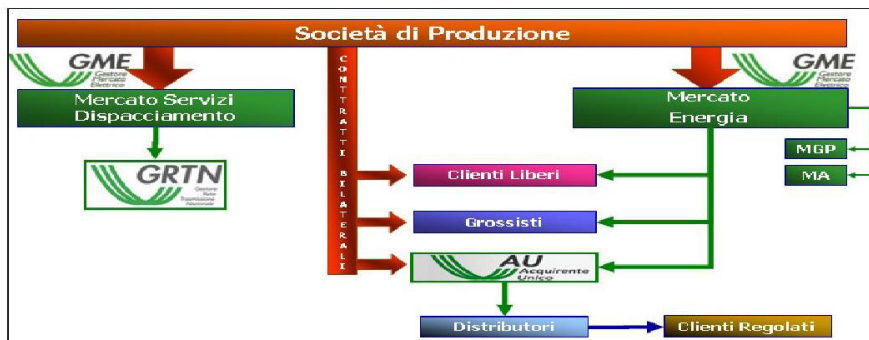 Società di Produzione
GME
Gestore
Mercato
Elettrico
GME
Gestore
Mercato
Elettrico
Mercato Servizi
Dispacciamento
CONTTRATTI BILATERALI
Mercato
Energia
GRTN
Gestore
Rete
Trasmissione
Nazionale
MGP
MA
Clienti Liberi
Grossisti
AU
Acquirente
Unico
Distributori
Clienti Regolati